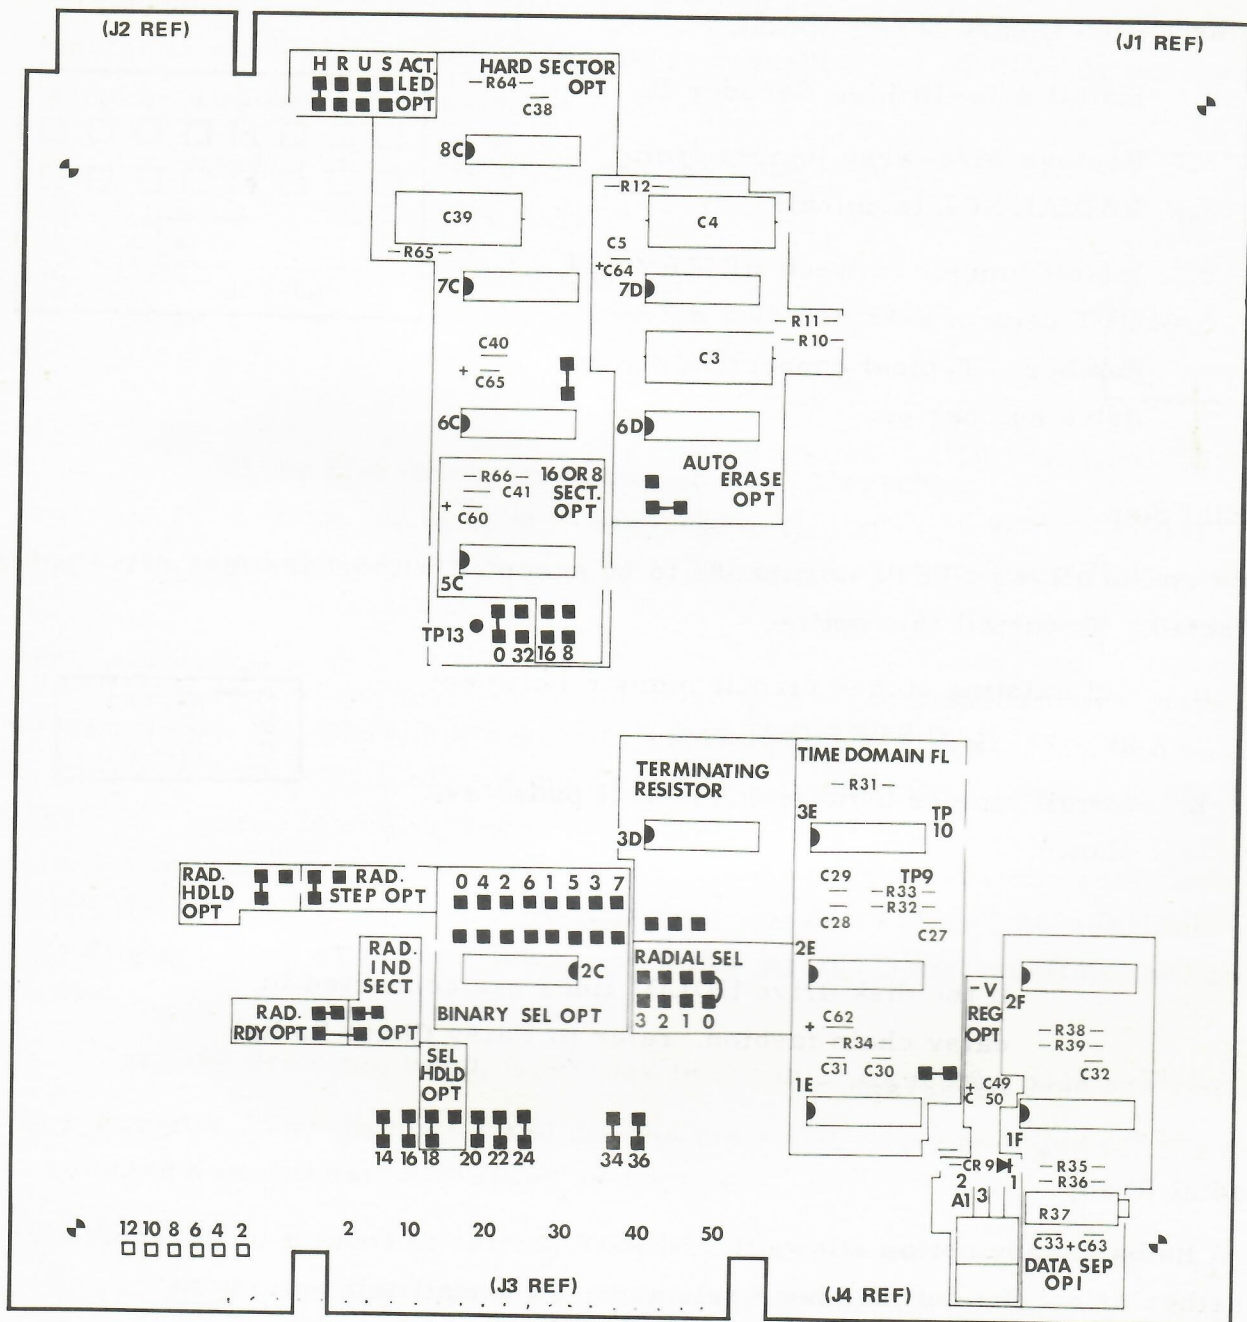 (J2 REF)
(J1 REF)
H R U S ACT.
LED
OPT
HARD SECTOR
OPT
R64
C38
8C
R12
C39
C4
R65
C5
+C64
7C
7D
R11
R10
C40
+
C65
C3
6C
6D
R66
16 OR 8
SECT.
OPT
C41
+
C60
AUTO
ERASE
OPT
5C
TP13
0 32 16 8
TERMINATING
RESISTOR
3D
TIME DOMAIN FL
R31
3E
TP
10
C29
TP9
R33
R32
C28
C27
RAD.
HDLD
OPT
RAD.
STEP OPT
0 4 2 6 1 5 3 7
2C
BINARY SEL OPT
RADIAL SEL
3 2 1 0
RAD.
IND
SECT
OPT
RAD.
RDY OPT
SEL
HDLD
OPT
2E
+ C62
R34
C31 C30
1E
-V
REG
OPT
2F
R38
R39
C32
+
C49
C 50
1F
CR9
2
1
A1 3
R35
R36
R37
C33+C63
DATA SEP
OPI
14 16 18 20 22 24 34 36
12 10 8 6 4 2
2 10 20 30 40 50
(J3 REF)
(J4 REF)